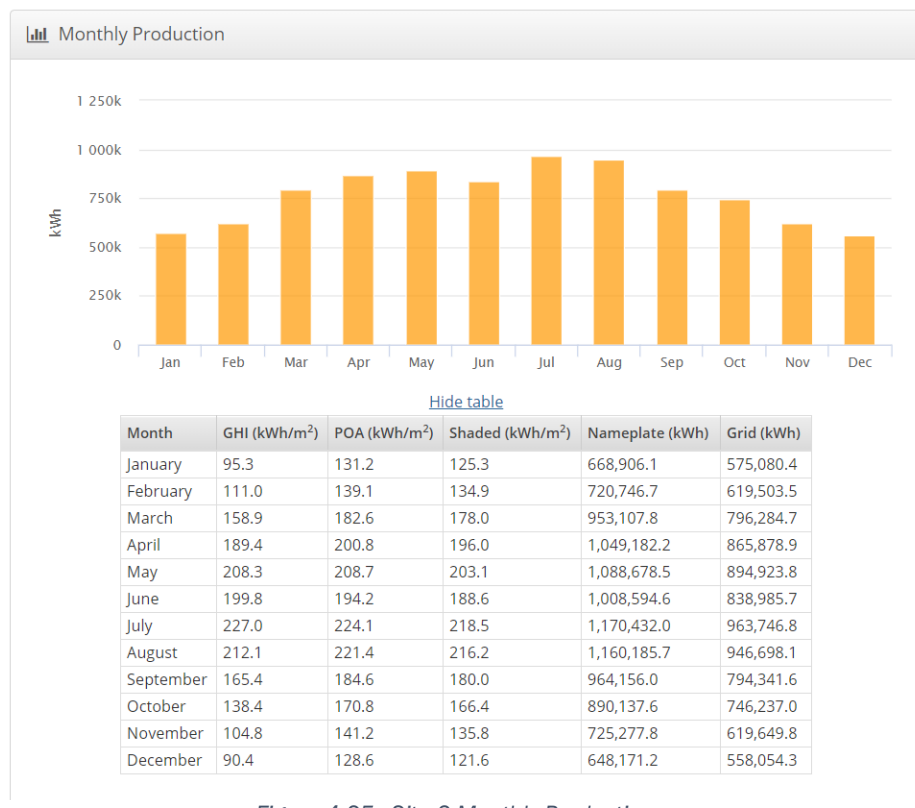 Monthly Production
1 250k
1 000k
750k
500k
250k
0
kWh
Jan Feb Mar Apr May Jun Jul Aug Sep Oct Nov Dec
Hide table
Month GHI (kWh/m²) POA (kWh/m²) Shaded (kWh/m²) Nameplate (kWh) Grid (kWh)
January 95.3 131.2 125.3 668,906.1 575,080.4
February 111.0 139.1 134.9 720,746.7 619,503.5
March 158.9 182.6 178.0 953,107.8 796,284.7
April 189.4 200.8 196.0 1,049,182.2 865,878.9
May 208.3 208.7 203.1 1,088,678.5 894,923.8
June 199.8 194.2 188.6 1,008,594.6 838,985.7
July 227.0 224.1 218.5 1,170,432.0 963,746.8
August 212.1 221.4 216.2 1,160,185.7 946,698.1
September 165.4 184.6 180.0 964,156.0 794,341.6
October 138.4 170.8 166.4 890,137.6 746,237.0
November 104.8 141.2 135.8 725,277.8 619,649.8
December 90.4 128.6 121.6 648,171.2 558,054.3
Monthly Production